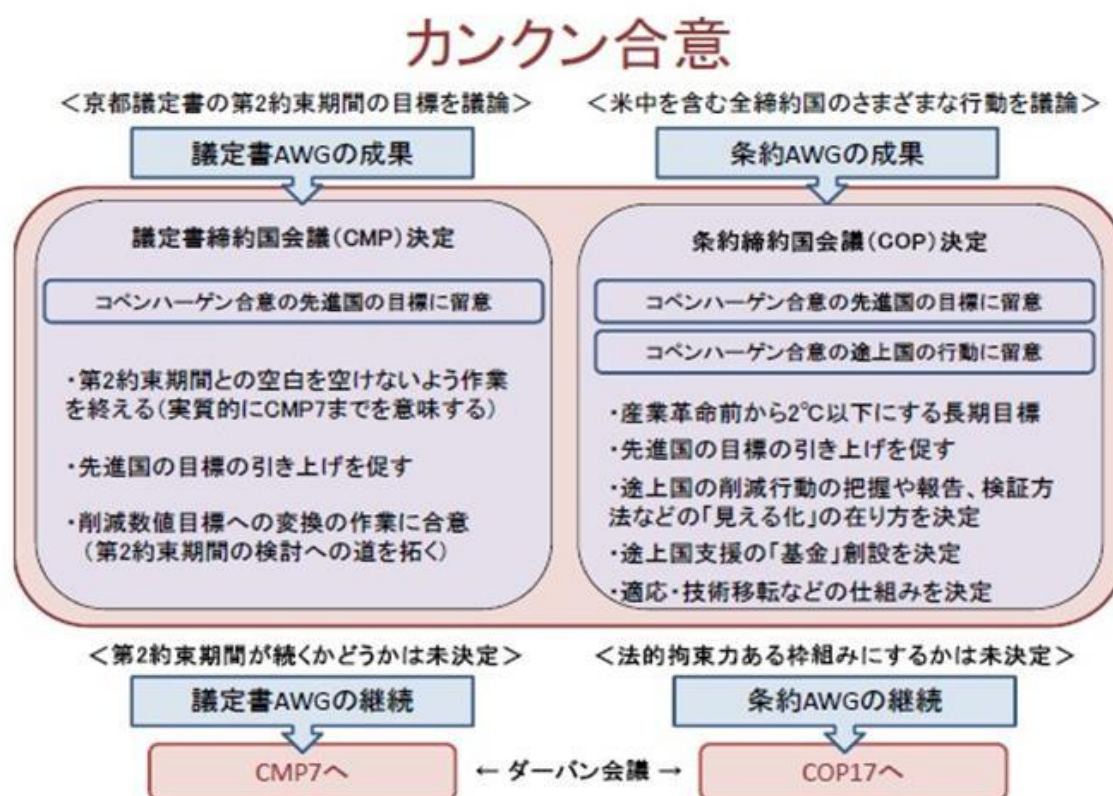 カンクン合意
＜京都議定書の第2約束期間の目標を議論＞
＜米中を含む全締約国のさまざまな行動を議論＞
議定書AWGの成果
条約AWGの成果
議定書締約国会議（CMP）決定
コペンハーゲン合意の先進国の目標に留意
・第2約束期間との空白を空けないよう作業
を終える（実質的にCMP7までを意味する）
・先進国の目標の引き上げを促す
・削減数値目標への変換の作業に合意
（第2約束期間の検討への道を拓く）
条約締約国会議（COP）決定
コペンハーゲン合意の先進国の目標に留意
コペンハーゲン合意の途上国の行動に留意
・産業革命前から2℃以下にする長期目標
・先進国の目標の引き上げを促す
・途上国の削減行動の把握や報告、検証方
法などの「見える化」の在り方を決定
・途上国支援の「基金」創設を決定
・適応・技術移転などの仕組みを決定
＜第2約束期間が続くかどうかは未決定＞
＜法的拘束力ある枠組みにするかは未決定＞
議定書AWGの継続
条約AWGの継続
CMP7へ
← ダーバン会議 →
COP17へ